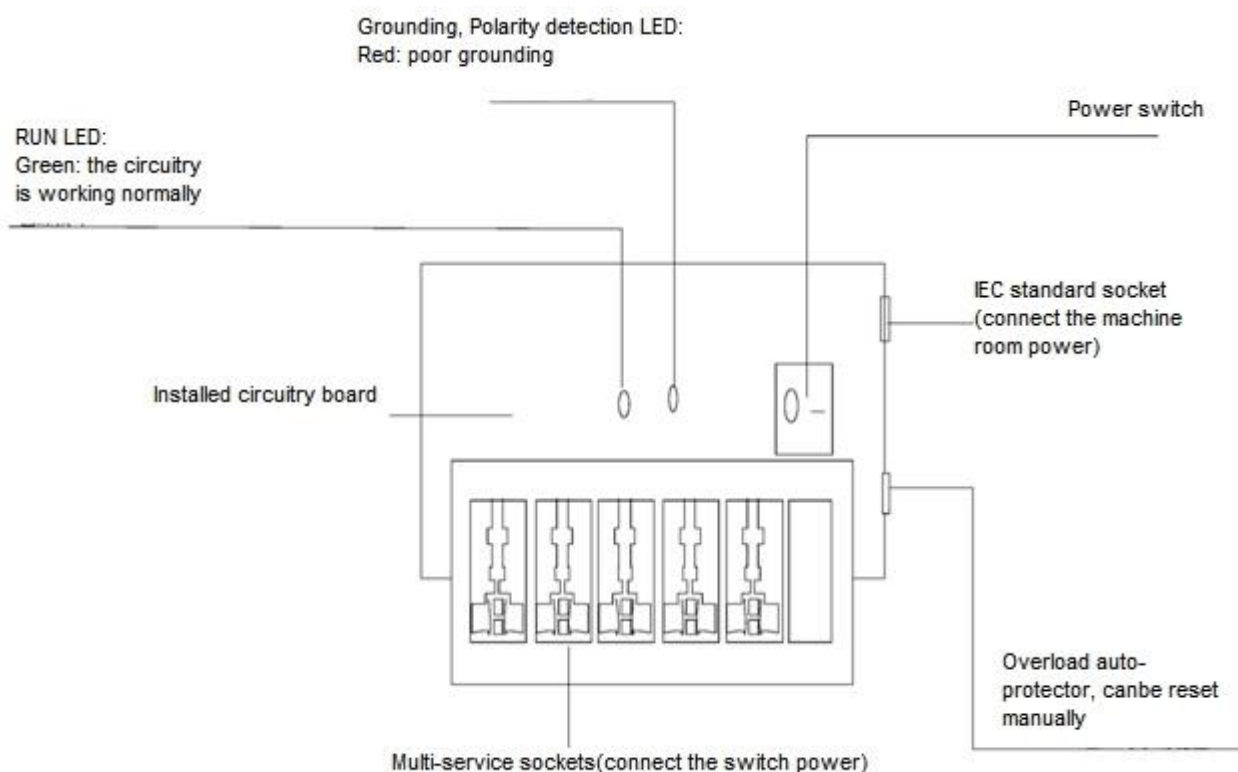 Grounding, Polarity detection LED:
Red: poor grounding
Power switch
RUN LED:
Green: the circuitry
is working normally
IEC standard socket
(connect the machine
room power)
Installed circuitry board
Overload auto-
protector, canbe reset
manually
Multi-service sockets(connect the switch power)